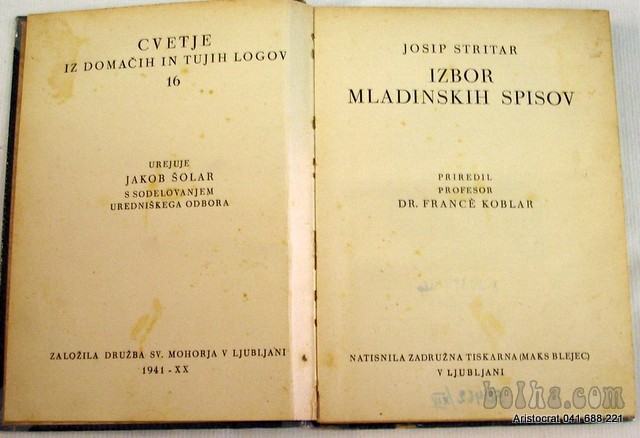 CVETJE
IZ DOMAČIH IN TUJIH LOGOV
16
UREJUJE
JAKOB ŠOLAR
S SODELOVANJEM
UREDNIŠKEGA ODBORA
ZALOŽILA DRUŽBA SV. MOHORJA V LJUBLJANI
1941 - XX
JOSIP STRITAR
IZBOR
MLADINSKIH SPISOV
PRIREDIL
PROFESOR
DR. FRANCÈ KOBLAR
NATISNILA ZADRUŽNA TISKARNA (MAKS BLEJEC)
V LJUBLJANI
bolha.com
Aristocrat 041 688 221